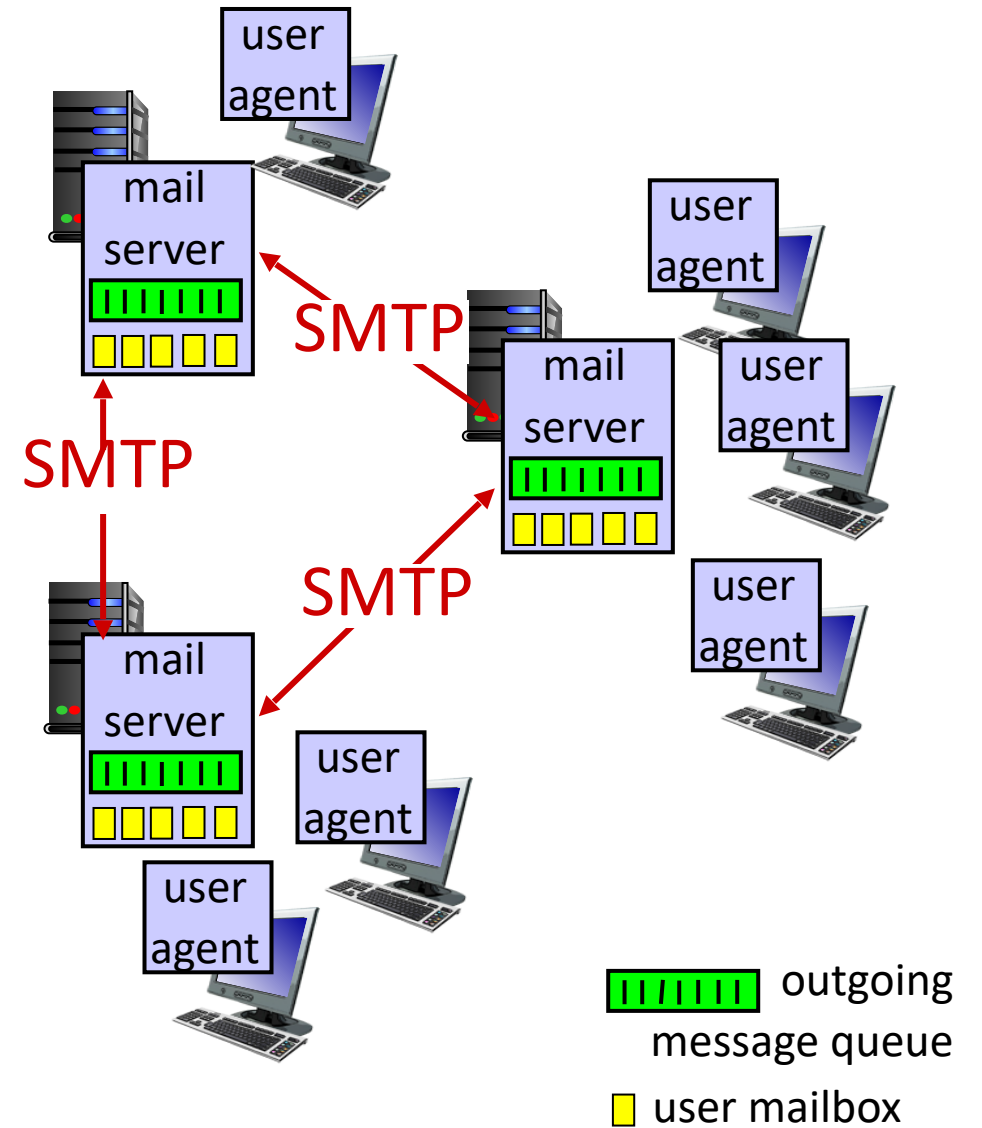 user
agent
mail
server
SMTP
user
agent
mail
server
user
agent
SMTP
SMTP
user
agent
mail
server
user
agent
user
agent
outgoing
message queue
user mailbox